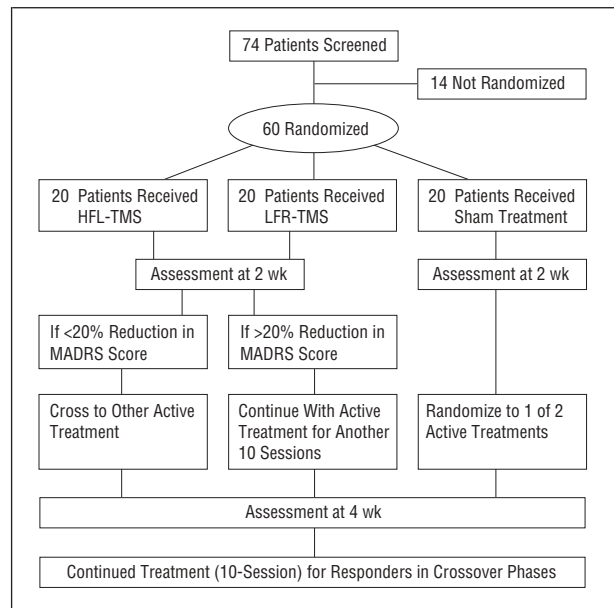 74 Patients Screened
14 Not Randomized
60 Randomized
20 Patients Received
HFL-TMS
20 Patients Received
LFR-TMS
20 Patients Received
Sham Treatment
Assessment at 2 wk
Assessment at 2 wk
If <20% Reduction in
MADRS Score
If >20% Reduction in
MADRS Score
Cross to Other Active
Treatment
Continue With Active
Treatment for Another
10 Sessions
Randomize to 1 of 2
Active Treatments
Assessment at 4 wk
Continued Treatment (10-Session) for Responders in Crossover Phases